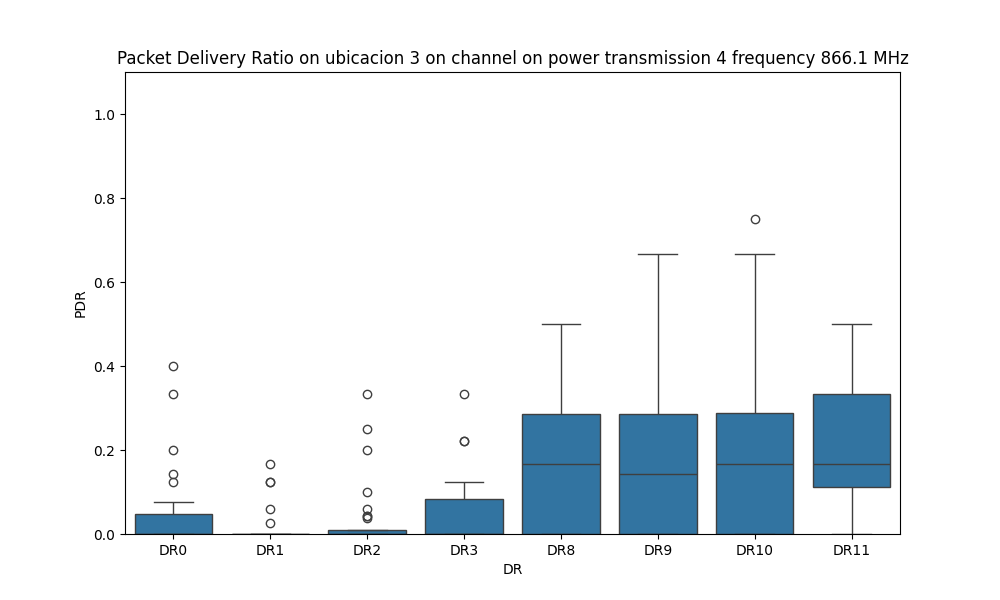 Packet Delivery Ratio on ubicacion 3 on channel on power transmission 4 frequency 866.1 MHz
1.0
0.8
0.6
0.4
0.2
0.0
PDR
DR0 DR1 DR2 DR3 DR8 DR9 DR10 DR11
DR